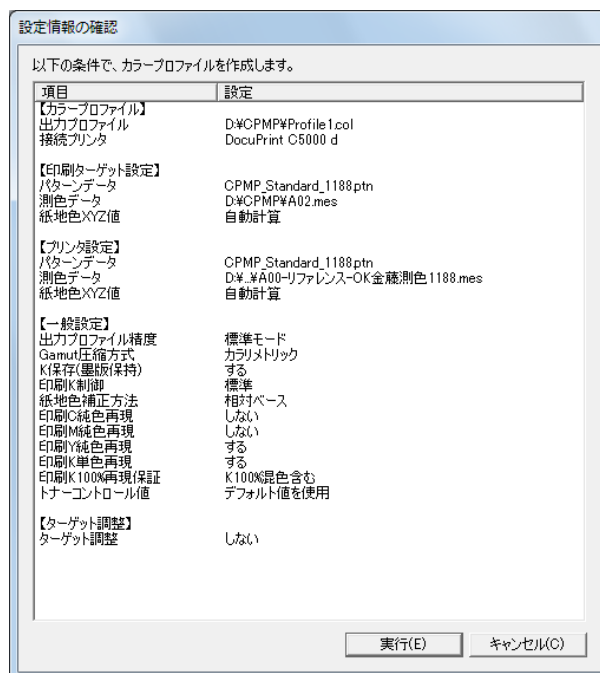 設定情報の確認
以下の条件で、カラープロファイルを作成します。
項目 設定
【カラープロファイル】
出力プロファイル D:¥CPMP¥Profile1.col
接続プリンタ DocuPrint C5000 d
【印刷ターゲット設定】
パターンデータ CPMP_Standard_1188.ptn
測色データ D:¥CPMP¥A02.mes
紙地色XYZ値 自動計算
【プリンタ設定】
パターンデータ CPMP_Standard_1188.ptn
測色データ D:¥...¥A00-リファレンス-OK金藤測色1188.mes
紙地色XYZ値 自動計算
【一般設定】
出力プロファイル精度 標準モード
Gamut圧縮方式 カラリメトリック
K保存(墨版保持) する
印刷K制御 標準
紙地色補正方法 相対ベース
印刷C純色再現 しない
印刷M純色再現 しない
印刷Y純色再現 する
印刷K単色再現 する
印刷K100%再現保証 K100%混色含む
トナーコントロール値 デフォルト値を使用
【ターゲット調整】
ターゲット調整 しない
実行(E) キャンセル(C)